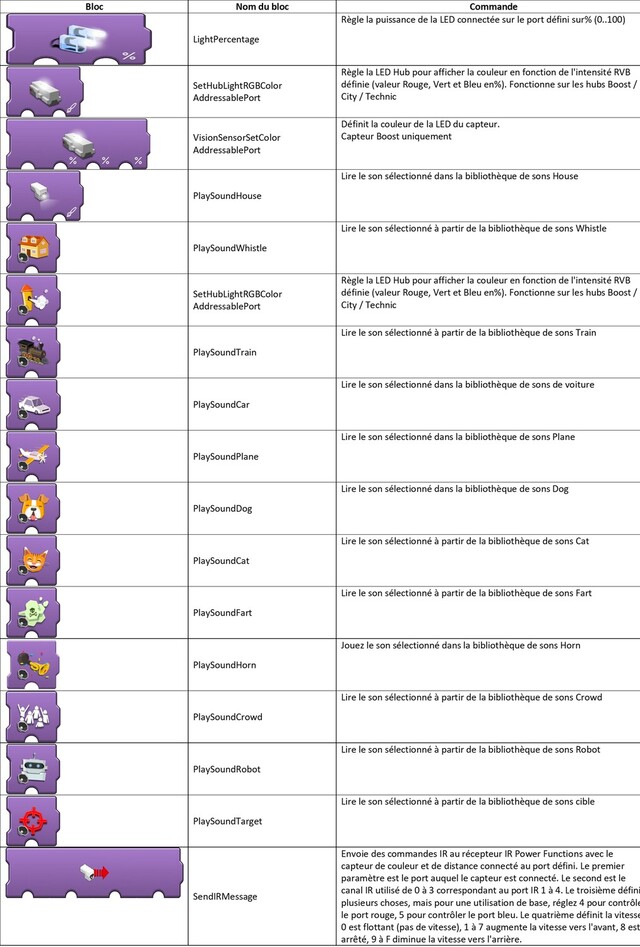 Bloc Nom du bloc Commande
%
LightPercentage
Règle la puissance de la LED connectée sur le port défini sur% (0..100)
SetHubLightRGBColor
AddressablePort
Règle la LED Hub pour afficher la couleur en fonction de l'intensité RVB
définie (valeur Rouge, Vert et Bleu en%). Fonctionne sur les hubs Boost /
City / Technic
% % %
VisionSensorSetColor
AddressablePort
Définit la couleur de la LED du capteur.
Capteur Boost uniquement
PlaySoundHouse
Lire le son sélectionné dans la bibliothèque de sons House
PlaySoundWhistle
Lire le son sélectionné à partir de la bibliothèque de sons Whistle
SetHubLightRGBColor
AddressablePort
Règle la LED Hub pour afficher la couleur en fonction de l'intensité RVB
définie (valeur Rouge, Vert et Bleu en%). Fonctionne sur les hubs Boost /
City / Technic
PlaySoundTrain
Lire le son sélectionné à partir de la bibliothèque de sons Train
PlaySoundCar
Lire le son sélectionné dans la bibliothèque de sons de voiture
PlaySoundPlane
Lire le son sélectionné dans la bibliothèque de sons Plane
PlaySoundDog
Lire le son sélectionné dans la bibliothèque de sons Dog
PlaySoundCat
Lire le son sélectionné à partir de la bibliothèque de sons Cat
PlaySoundFart
Lire le son sélectionné à partir de la bibliothèque de sons Fart
PlaySoundHorn
Jouez le son sélectionné dans la bibliothèque de sons Horn
PlaySoundCrowd
Lire le son sélectionné à partir de la bibliothèque de sons Crowd
PlaySoundRobot
Lire le son sélectionné à partir de la bibliothèque de sons Robot
PlaySoundTarget
Lire le son sélectionné à partir de la bibliothèque de sons cible
SendIRMessage
Envoie des commandes IR au récepteur IR Power Functions avec le
capteur de couleur et de distance connecté au port défini. Le premier
paramètre est le port auquel le capteur est connecté. Le second est le
canal IR utilisé de 0 à 3 correspondant au port IR 1 à 4. Le troisième défini
plusieurs choses, mais pour une utilisation de base, réglez 4 pour contrôle
le port rouge, 5 pour contrôler le port bleu. Le quatrième définit la vitesse
0 est flottant (pas de vitesse), 1 à 7 augmente la vitesse vers l'avant, 8 est
arrêté, 9 à F diminue la vitesse vers l'arrière.